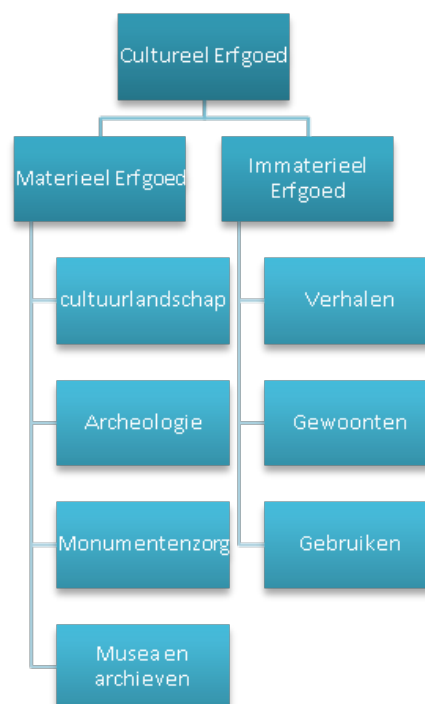 Cultureel Erfgoed
Materieel Erfgoed
Immaterieel
Erfgoed
cultuurlandschap
Verhalen
Archeologie
Gewoonten
Monumentenzorg
Gebruiken
Musea en
archieven